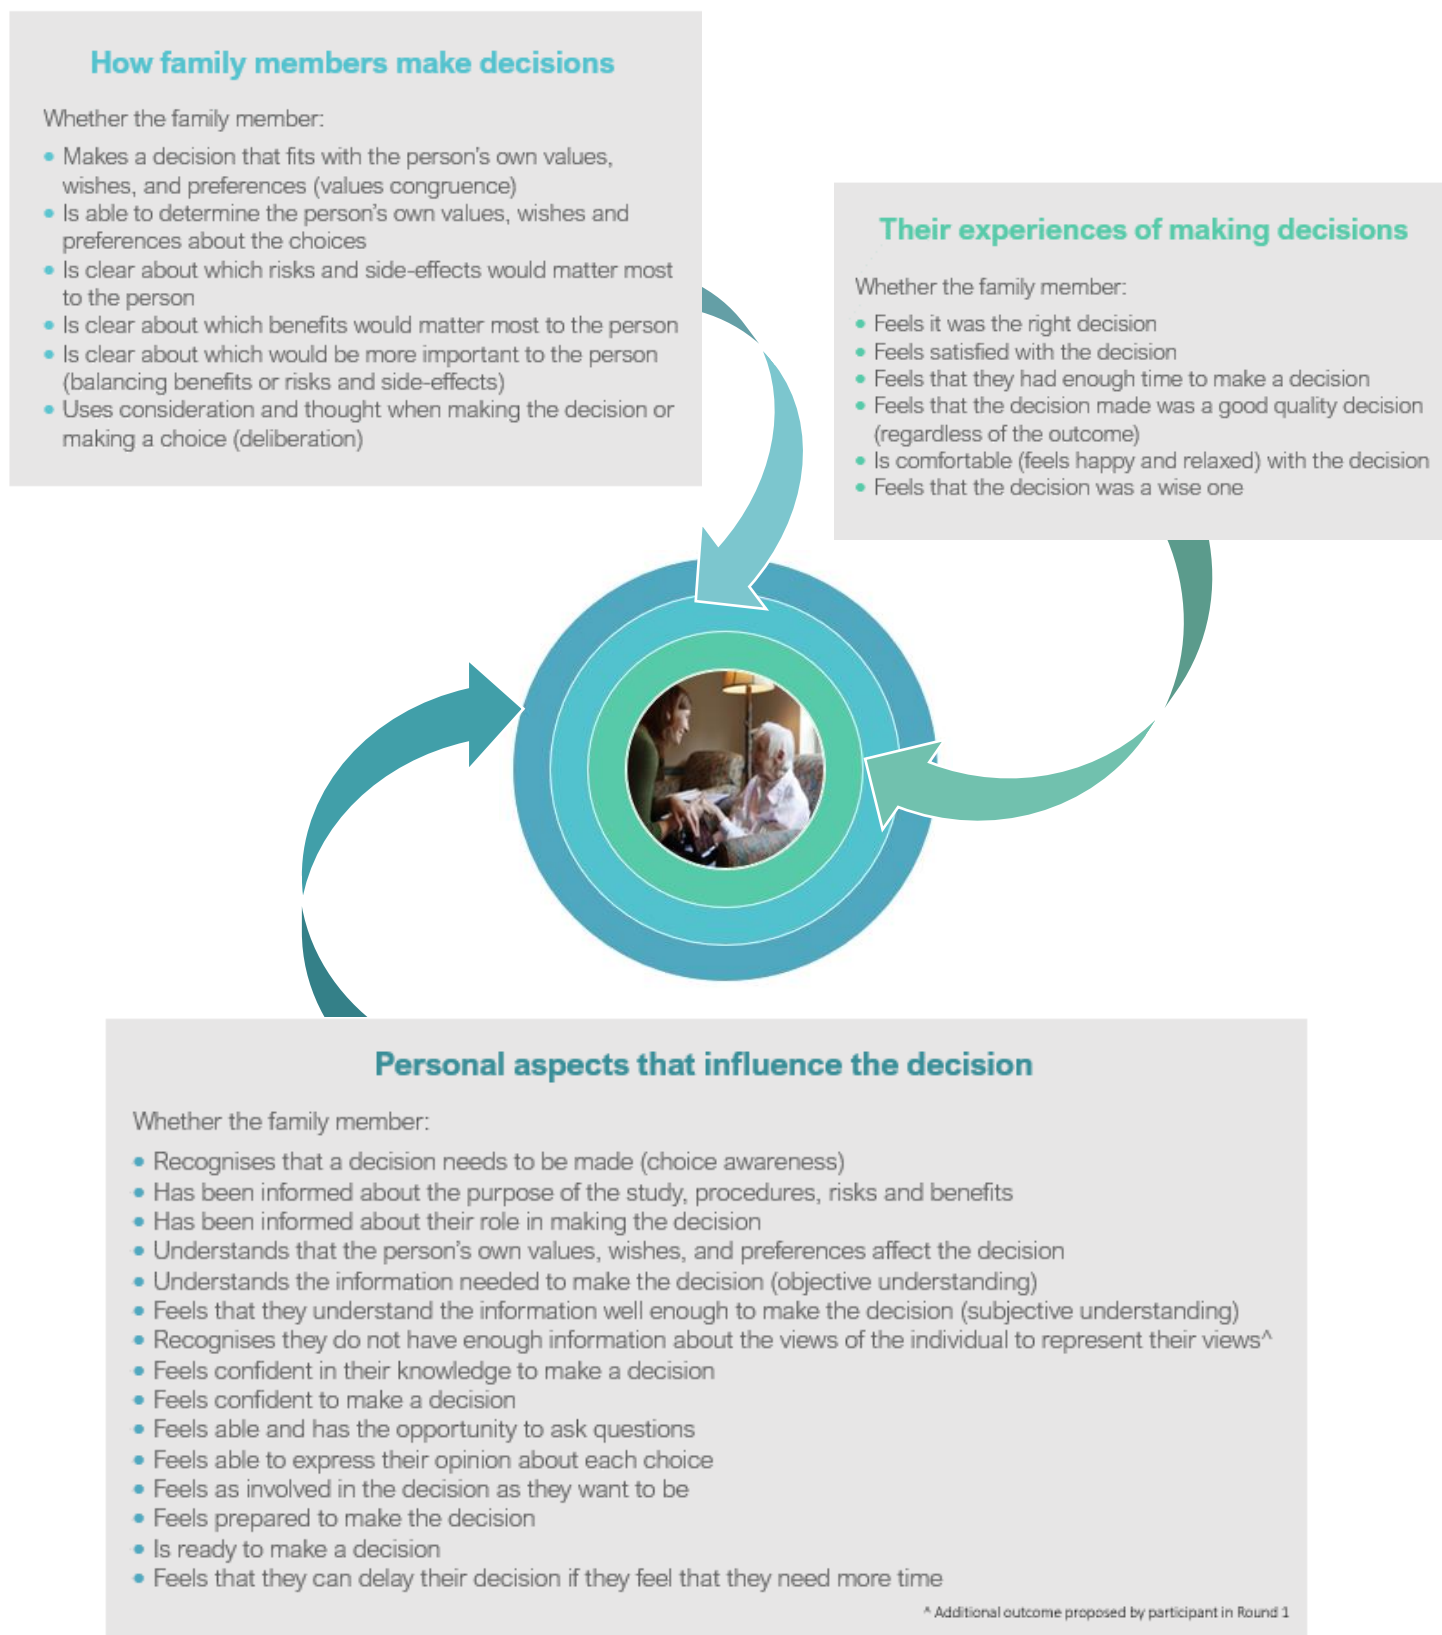 How family members make decisions
Whether the family member:
• Makes a decision that fits with the person's own values,
wishes, and preferences (values congruence)
• Is able to determine the person's own values, wishes and
preferences about the choices
• Is clear about which risks and side-effects would matter most
to the person
• Is clear about which benefits would matter most to the person
• Is clear about which would be more important to the person
(balancing benefits or risks and side-effects)
• Uses consideration and thought when making the decision or
making a choice (deliberation)
Their experiences of making decisions
Whether the family member:
• Feels it was the right decision
• Feels satisfied with the decision
• Feels that they had enough time to make a decision
• Feels that the decision made was a good quality decision
(regardless of the outcome)
• Is comfortable (feels happy and relaxed) with the decision
• Feels that the decision was a wise one
Personal aspects that influence the decision
Whether the family member:
• Recognises that a decision needs to be made (choice awareness)
• Has been informed about the purpose of the study, procedures, risks and benefits
• Has been informed about their role in making the decision
• Understands that the person's own values, wishes, and preferences affect the decision
• Understands the information needed to make the decision (objective understanding)
• Feels that they understand the information well enough to make the decision (subjective understanding)
• Recognises they do not have enough information about the views of the individual to represent their views^
• Feels confident in their knowledge to make a decision
• Feels confident to make a decision
• Feels able and has the opportunity to ask questions
• Feels able to express their opinion about each choice
• Feels as involved in the decision as they want to be
• Feels prepared to make the decision
• Is ready to make a decision
• Feels that they can delay their decision if they feel that they need more time
^ Additional outcome proposed by participant in Round 1